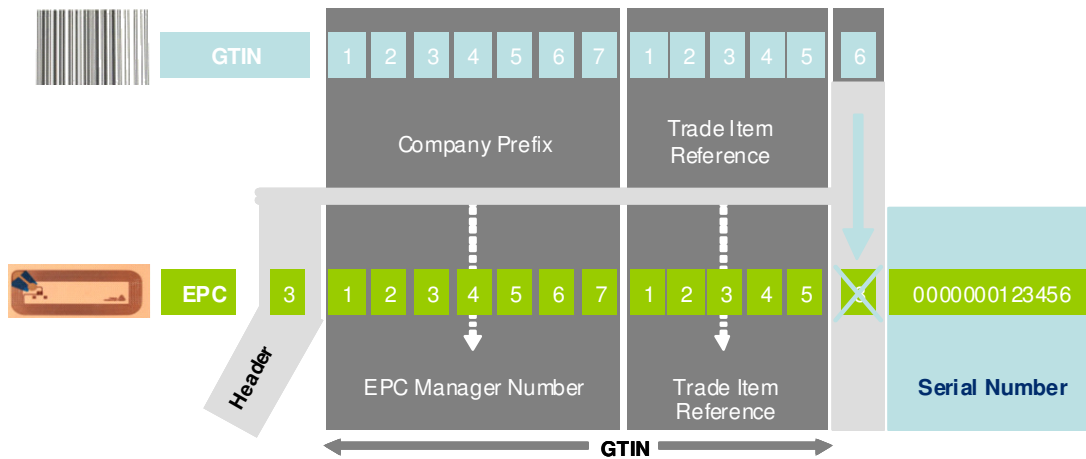 GTIN 1 2 3 4 5 6 7 1 2 3 4 5 6
Company Prefix
Trade Item
Reference
EPC 3 1 2 3 4 5 6 7 1 2 3 4 5 0000000123456
Header
EPC Manager Number
Trade Item
Reference
Serial Number
GTIN